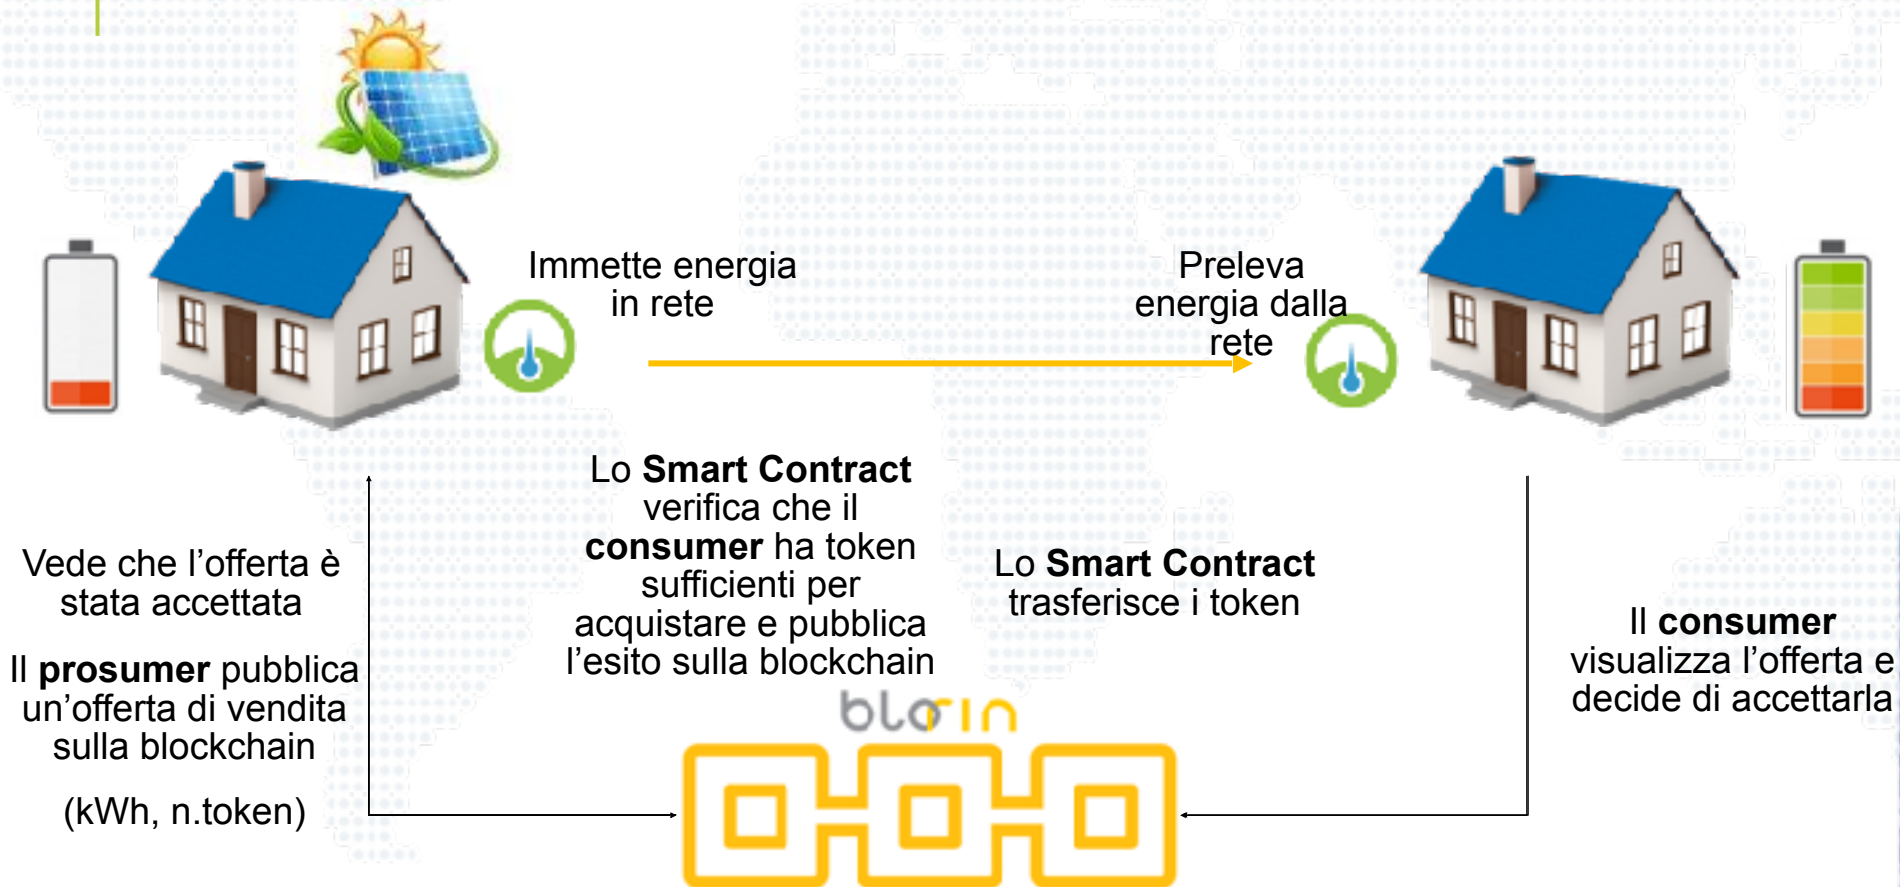 Immette energia
in rete
Preleva
energia dalla
rete
Lo Smart Contract
verifica che il
consumer ha token
sufficienti per
acquistare e pubblica
l’esito sulla blockchain
Lo Smart Contract
trasferisce i token
Vede che l’offerta è
stata accettata
Il prosumer pubblica
un’offerta di vendita
sulla blockchain
(kWh, n.token)
Il consumer
visualizza l’offerta e
decide di accettarla
blorin